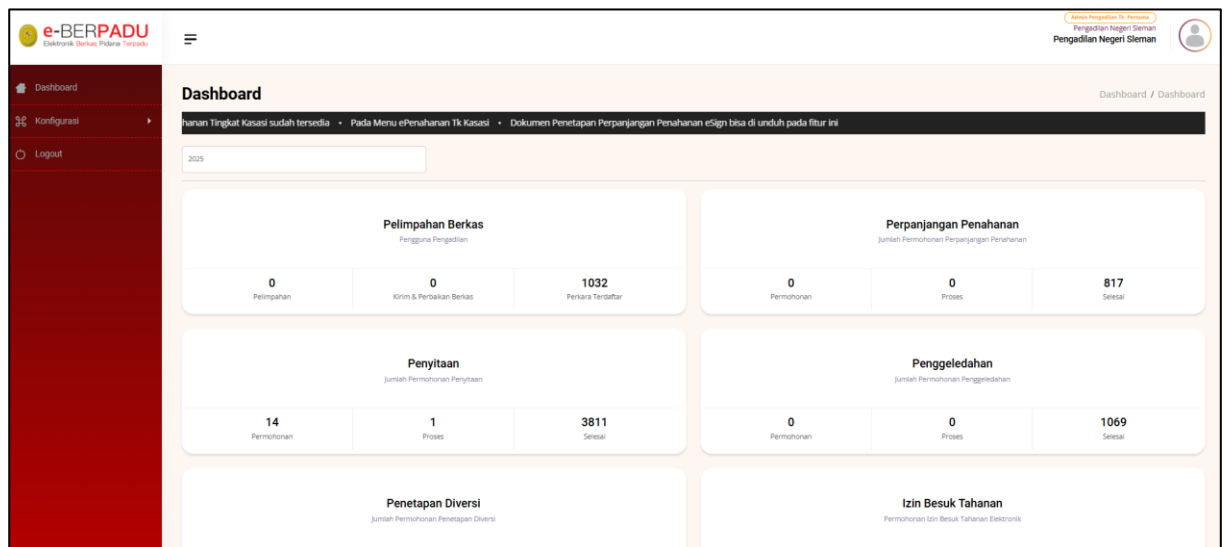 e-BERPADU
Elektronik Berkas Pidana Terpadu
Admin Pengadilan Tk. Pertama
Pengadilan Negeri Sleman
Pengadilan Negeri Sleman
Dashboard
Konfigurasi
Logout
Dashboard
Dashboard / Dashboard
hanan Tingkat Kasasi sudah tersedia • Pada Menu ePenahanan Tk Kasasi • Dokumen Penetapan Perpanjangan Penahanan eSign bisa di unduh pada fitur ini
2025
Pelimpahan Berkas
Pengguna Pengadilan
0 0 1032
Pelimpahan Kirim & Perbaikan Berkas Perkara Terdaftar
Perpanjangan Penahanan
Jumlah Permohonan Perpanjangan Penahanan
0 0 817
Permohonan Proses Selesai
Penyitaan
Jumlah Permohonan Penyitaan
14 1 3811
Permohonan Proses Selesai
Penggeledahan
Jumlah Permohonan Penggeledahan
0 0 1069
Permohonan Proses Selesai
Penetapan Diversi
Jumlah Permohonan Penetapan Diversi
Izin Besuk Tahanan
Permohonan Izin Besuk Tahanan Elektronik